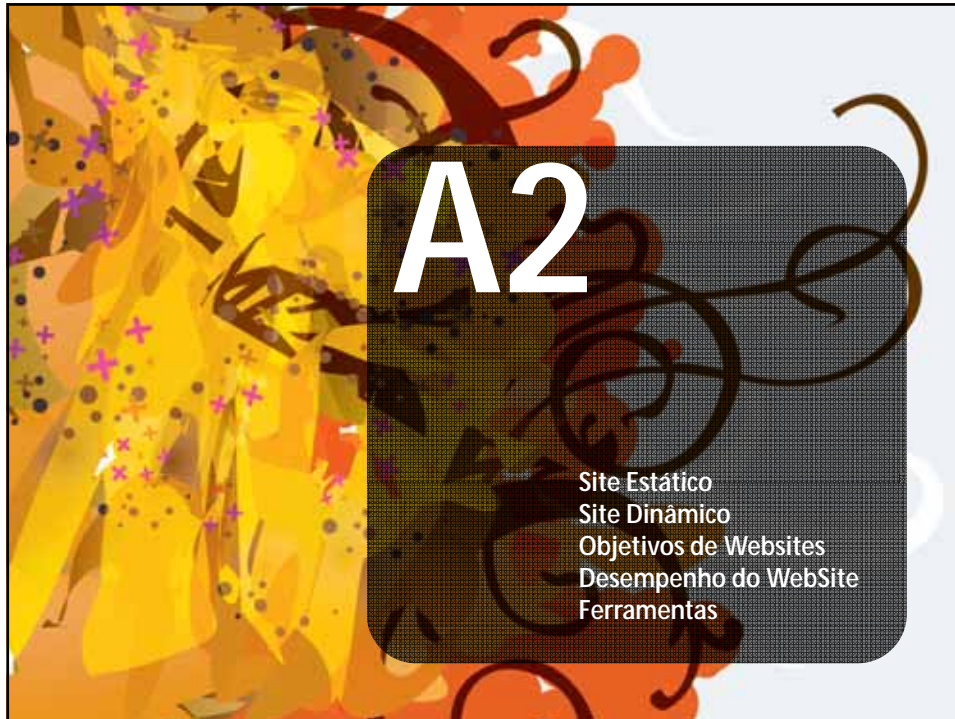 A2
Site Estático
Site Dinâmico
Objetivos de Websites
Desempenho do WebSite
Ferramentas